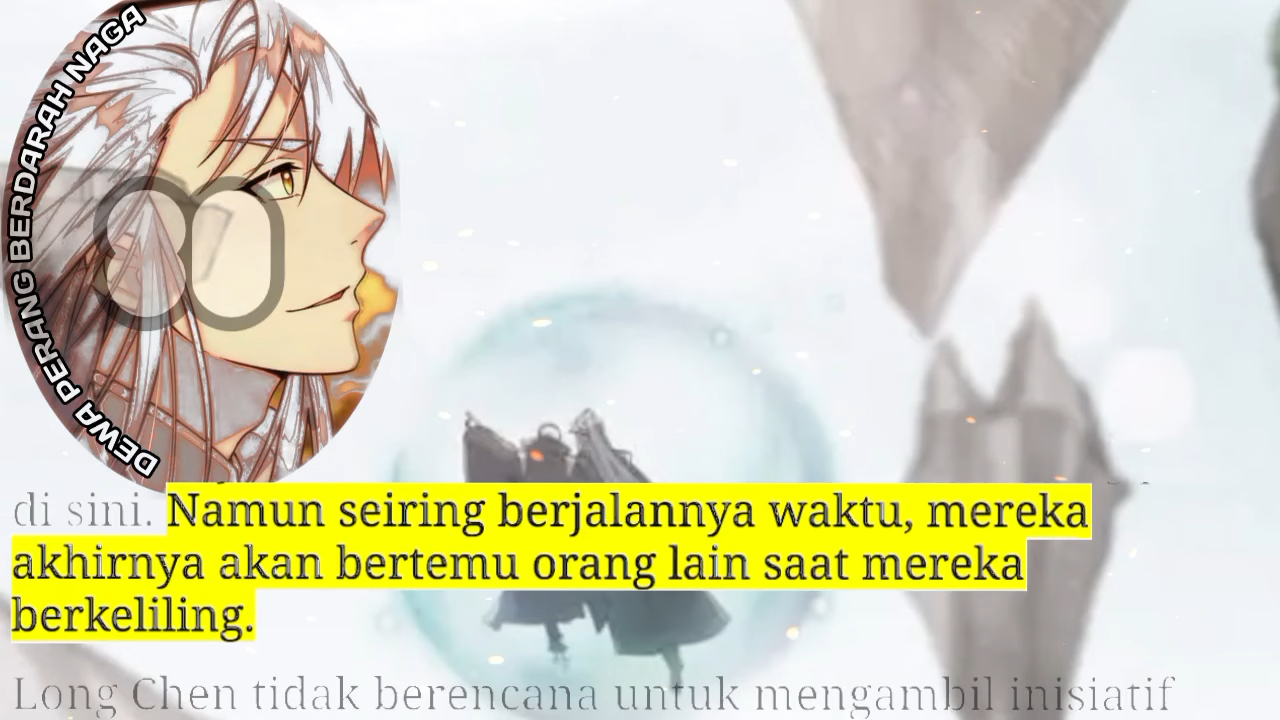 DEWA PERANG BERDARAH NAGA
di sini. Namun seiring berjalannya waktu, mereka
akhirnya akan bertemu orang lain saat mereka
berkeliling.
Long Chen tidak berencana untuk mengambil inisiatif